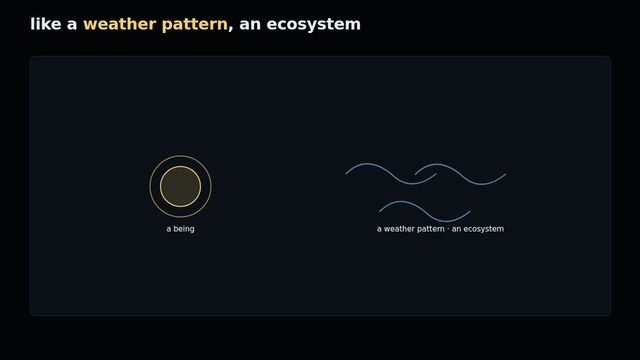 like a weather pattern, an ecosystem
a being
a weather pattern · an ecosystem